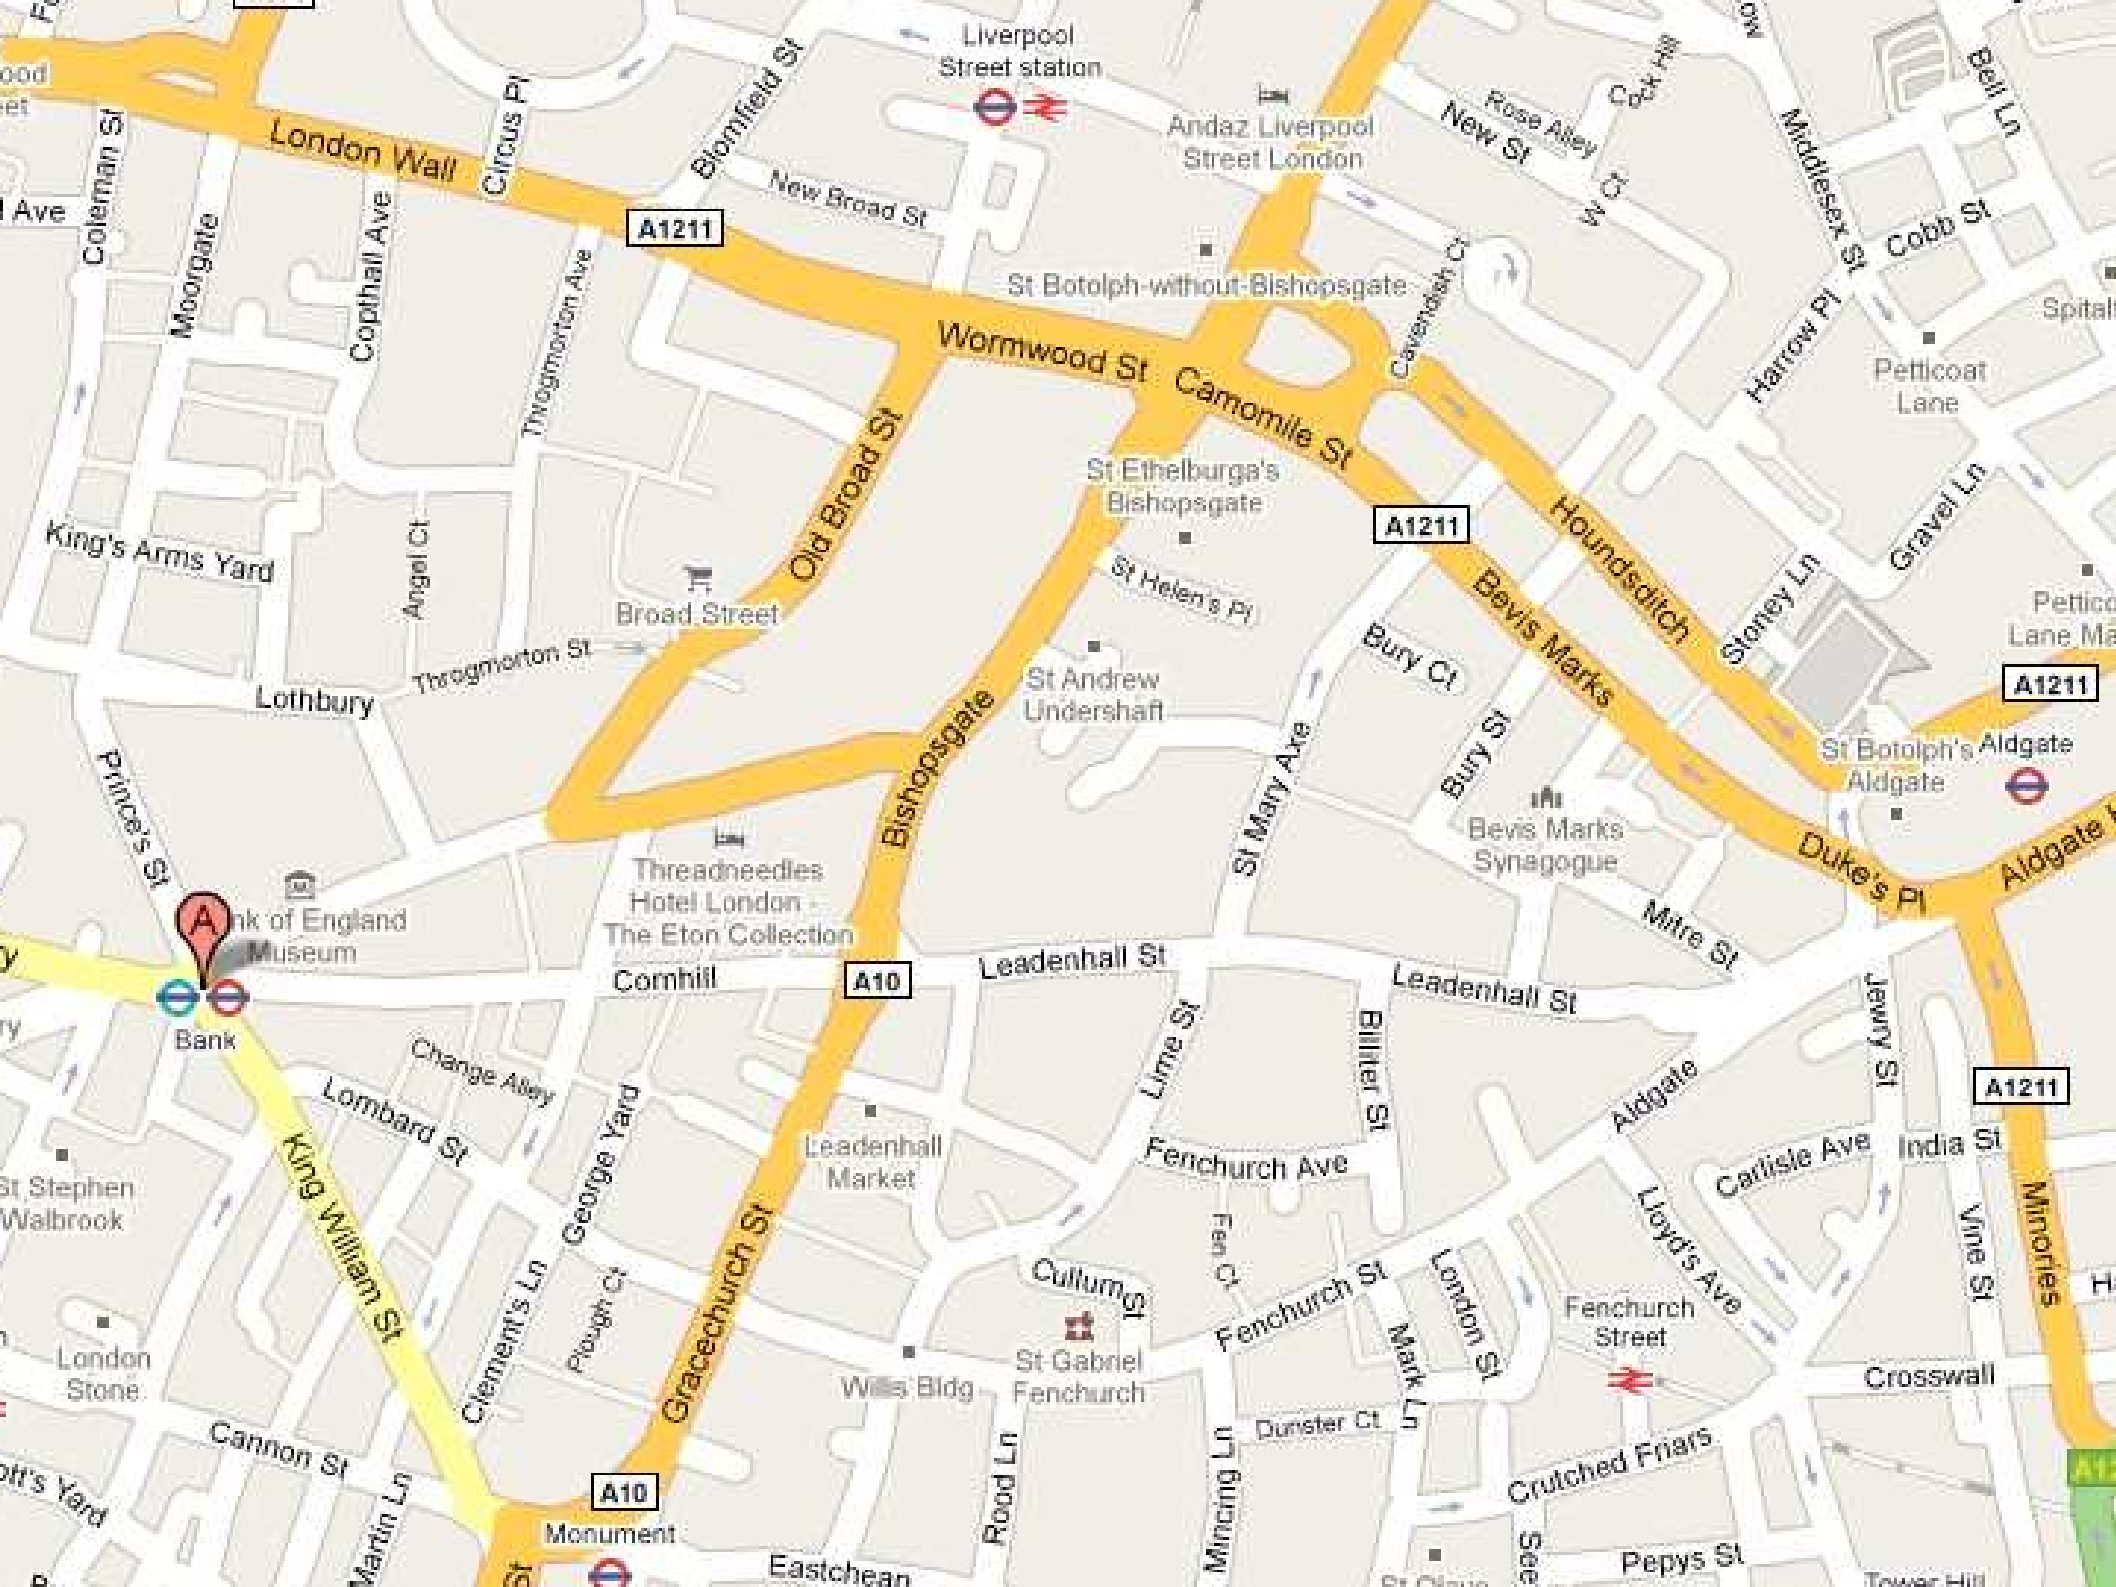 Liverpool
Street station
Blomfield St
Circus Pl
London Wall
Coleman St
Moorgate
Copthall Ave
Throgmorton Ave
A1211
New Broad St
Andaz Liverpool
Street London
New St
Rose Alley
Cock Hill
W Ct
Middlesex St
Bell Ln
Cobb St
Harrow Pl
Petticoat
Lane
Cavendish Ct
St Botolph-without-Bishopsgate
Wormwood St
Camomile St
St Ethelburga's
Bishopsgate
A1211
Houndsditch
Bevis Marks
Stoney Ln
Gravel Ln
Old Broad St
King's Arms Yard
Angel Ct
Broad Street
Throgmorton St
Lothbury
St Helen's Pl
St Andrew
Undershaft
Bury Ct
Bury St
St Mary Axe
Bishopsgate
A1211
St Botolph's
Aldgate
Aldgate
Prince's St
Bevis Marks
Synagogue
Duke's Pl
Aldgate
Mitre St
Threadneedles
Hotel London -
The Eton Collection
A
nk of England
Museum
Bank
Cornhill
A10
Leadenhall St
Leadenhall St
Lime St
Billiter St
Jewry St
A1211
Change Alley
Lombard St
George Yard
Leadenhall
Market
Fenchurch Ave
Aldgate
Carlisle Ave
India St
St Stephen
Walbrook
King William St
Gracechurch St
Fen Ct
Lloyd's Ave
Vine St
Minories
Cullum St
Fenchurch St
London St
Mark Ln
Fenchurch
Street
Clement's Ln
Plough Ct
London
Stone
Willis Bldg
St Gabriel
Fenchurch
Crosswall
Dunster Ct
Crutched Friars
Cannon St
Martin Ln
A10
Monument
Rood Ln
Mincing Ln
Eastcheap
Pepys St
Tower Hill